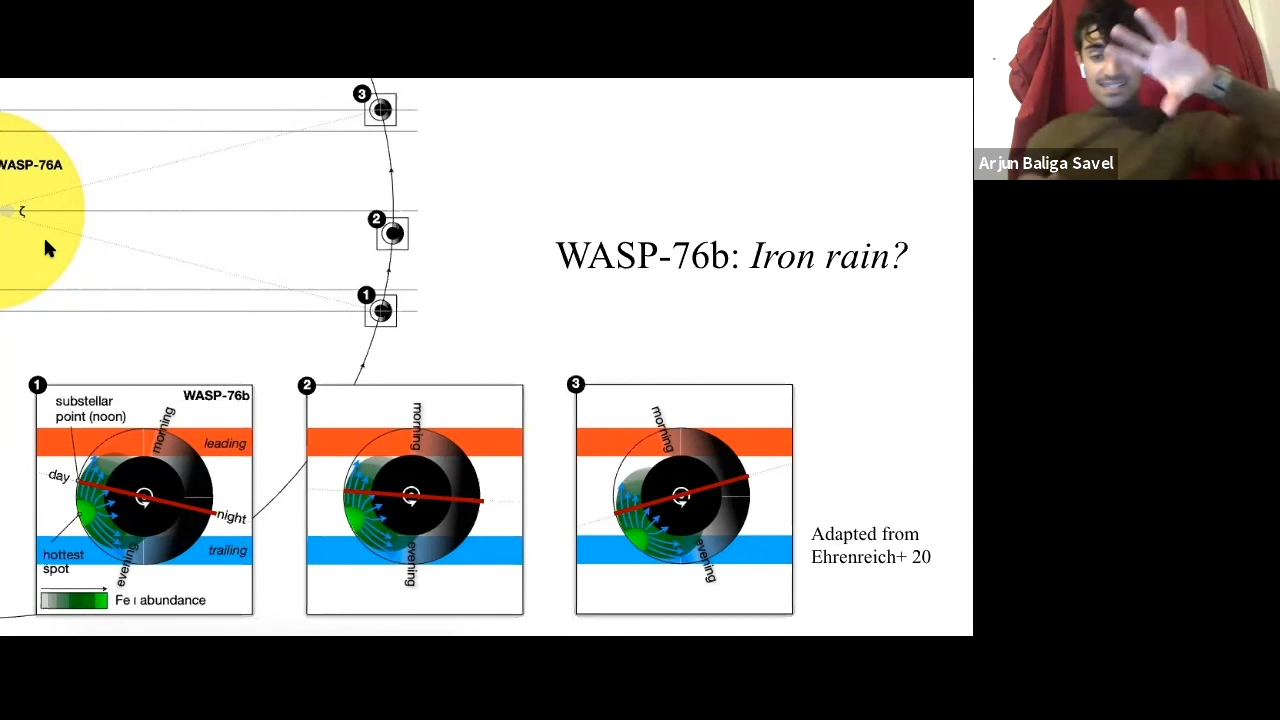 Arjun Baliga Savel
WASP-76A
ζ
3
2
1
WASP-76b: Iron rain?
1
WASP-76b
substellar
point (noon)
morning
leading
day
night
trailing
hottest
spot
evening
Fe I abundance
2
morning
evening
3
morning
evening
Adapted from
Ehrenreich+ 20